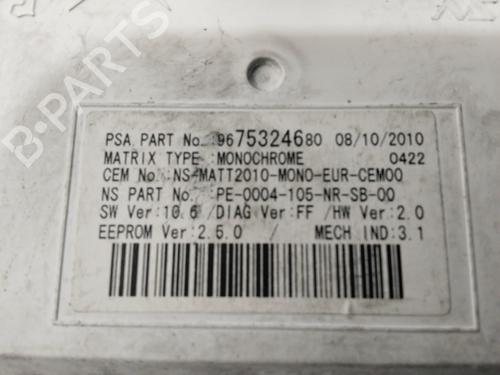 B-PARTS
PSA PART No. :9675324680 08/10/2010
MATRIX TYPE :MONOCHROME 0422
CEM No. :NS-MATT2010-MONO-EUR-CEM00
NS PART No. :PE-0004-105-NR-SB-00
SW Ver: 10.6 /DIAG Ver:FF /HW Ver: 2.0
EEPROM Ver: 2.5.0 / MECH IND: 3.1